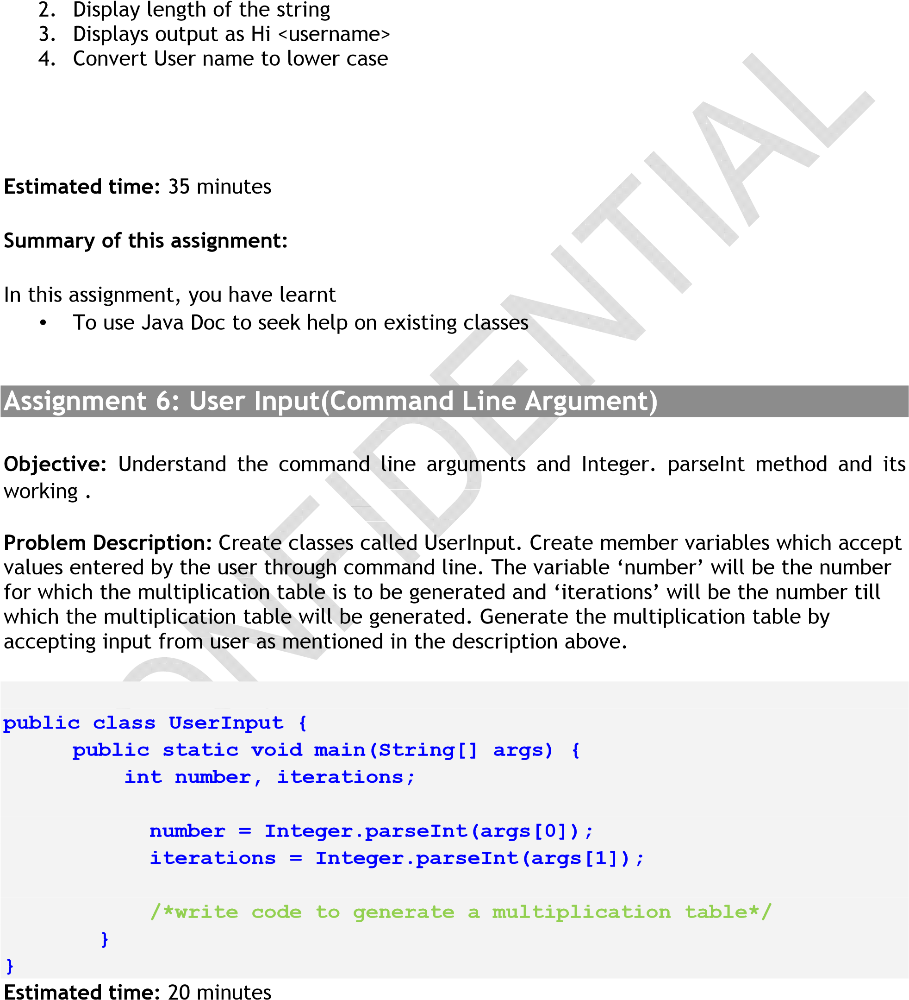 2. Display length of the string
3. Displays output as Hi <username>
4. Convert User name to lower case
Estimated time: 35 minutes
Summary of this assignment:
In this assignment, you have learnt
• To use Java Doc to seek help on existing classes
Assignment 6: User Input(Command Line Argument)
Objective: Understand the command line arguments and Integer. parseInt method and its
working .
Problem Description: Create classes called UserInput. Create member variables which accept
values entered by the user through command line. The variable ‘number’ will be the number
for which the multiplication table is to be generated and ‘iterations’ will be the number till
which the multiplication table will be generated. Generate the multiplication table by
accepting input from user as mentioned in the description above.
public class UserInput {
public static void main(String[] args) {
int number, iterations;
number = Integer.parseInt(args[0]);
iterations = Integer.parseInt(args[1]);
/*write code to generate a multiplication table*/
}
}
Estimated time: 20 minutes
ONFIDENTIAL